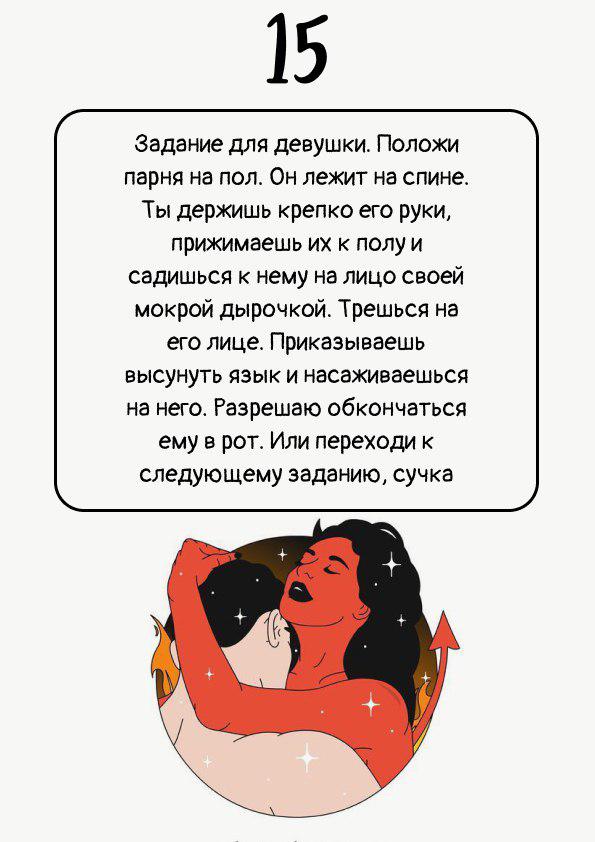 15
Задание для девушки. Положи
парня на пол. Он лежит на спине.
Ты держишь крепко его руки,
прижимаешь их к полу и
садишься к нему на лицо своей
мокрой дырочкой. Трешься на
его лице. Приказываешь
высунуть язык и насаживаешься
на него. Разрешаю обкончаться
ему в рот. Или переходи к
следующему заданию, сучка